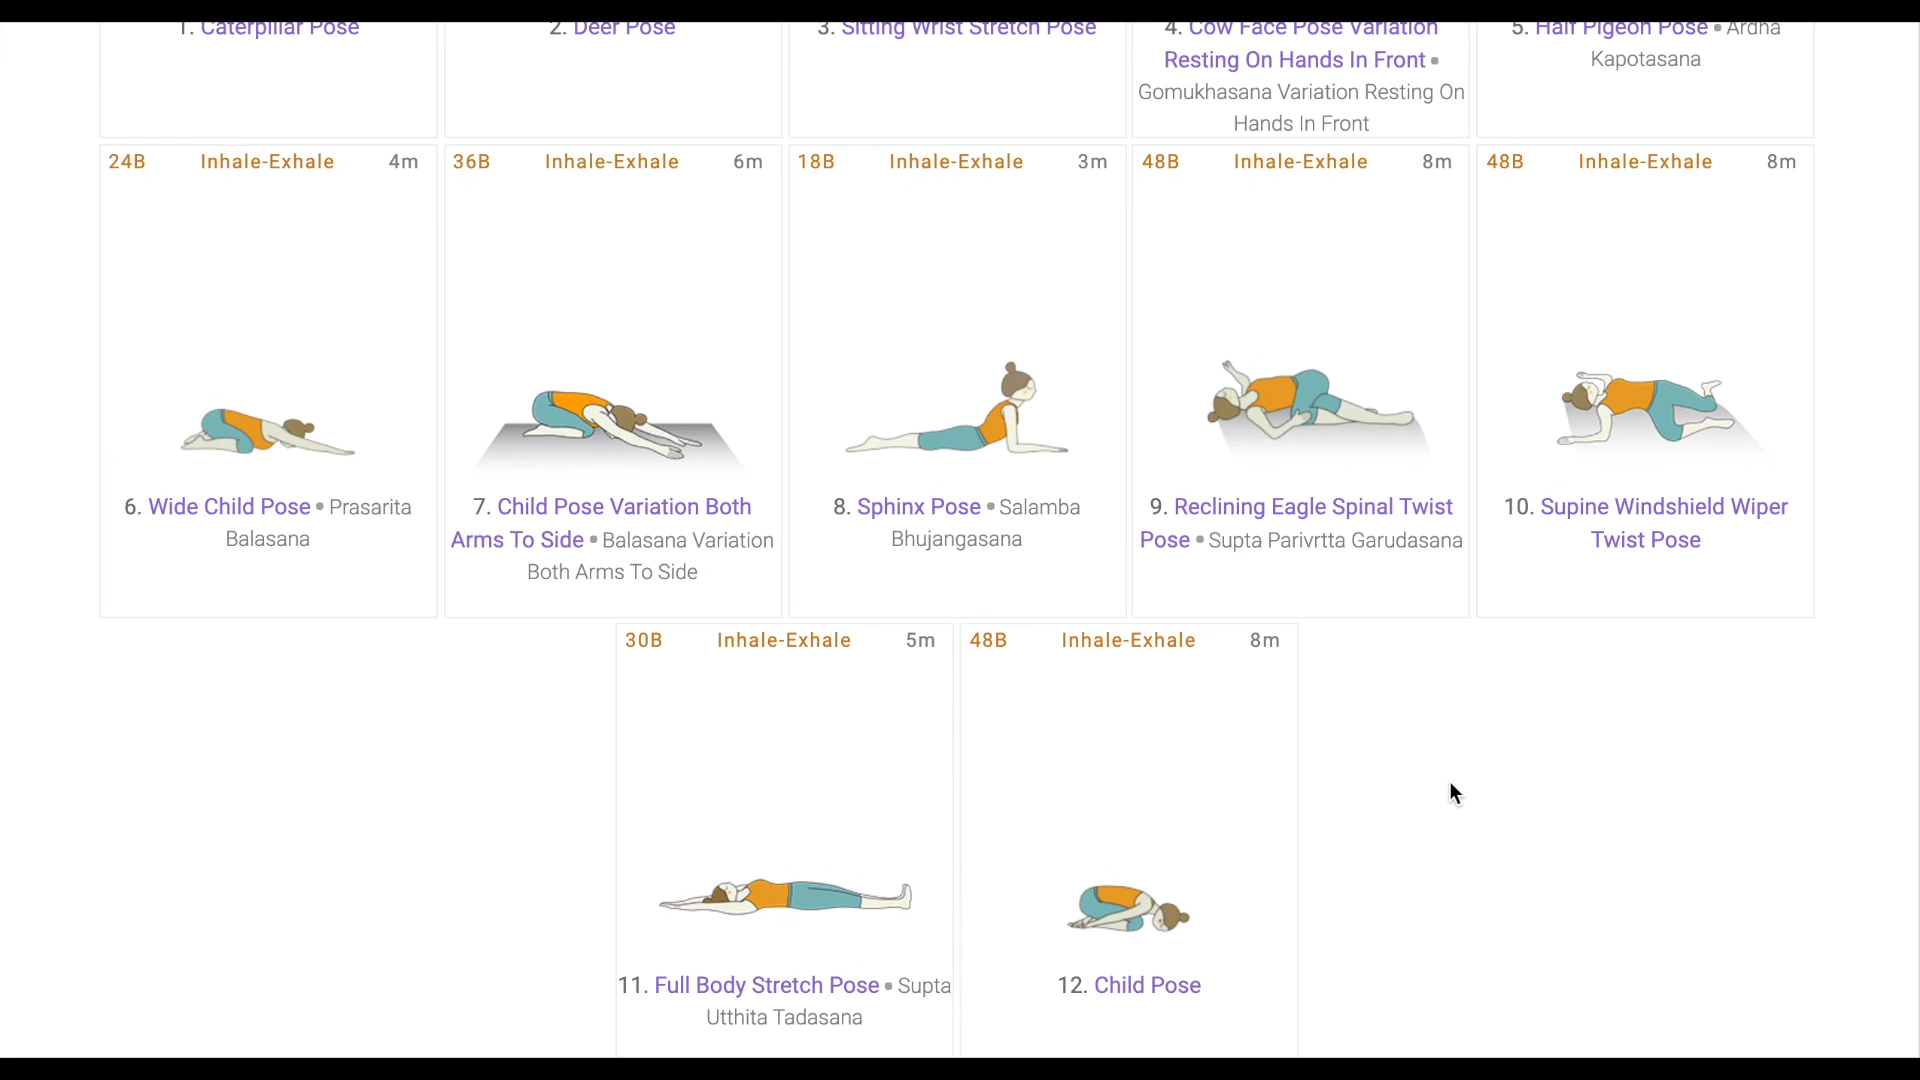 1. Caterpillar Pose
2. Deer Pose
3. Sitting Wrist Stretch Pose
4. Cow Face Pose Variation
Resting On Hands In Front •
Gomukhasana Variation Resting On
Hands In Front
5. Half Pigeon Pose • Ardha
Kapotasana
24B Inhale-Exhale 4m
6. Wide Child Pose • Prasarita
Balasana
36B Inhale-Exhale 6m
7. Child Pose Variation Both
Arms To Side • Balasana Variation
Both Arms To Side
18B Inhale-Exhale 3m
8. Sphinx Pose • Salamba
Bhujangasana
48B Inhale-Exhale 8m
9. Reclining Eagle Spinal Twist
Pose • Supta Parivrtta Garudasana
48B Inhale-Exhale 8m
10. Supine Windshield Wiper
Twist Pose
30B Inhale-Exhale 5m
11. Full Body Stretch Pose • Supta
Utthita Tadasana
48B Inhale-Exhale 8m
12. Child Pose